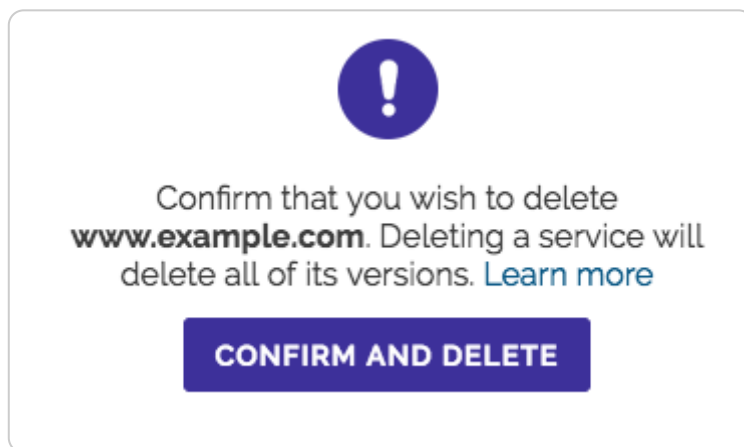 Confirm that you wish to delete
www.example.com. Deleting a service will
delete all of its versions. Learn more
CONFIRM AND DELETE